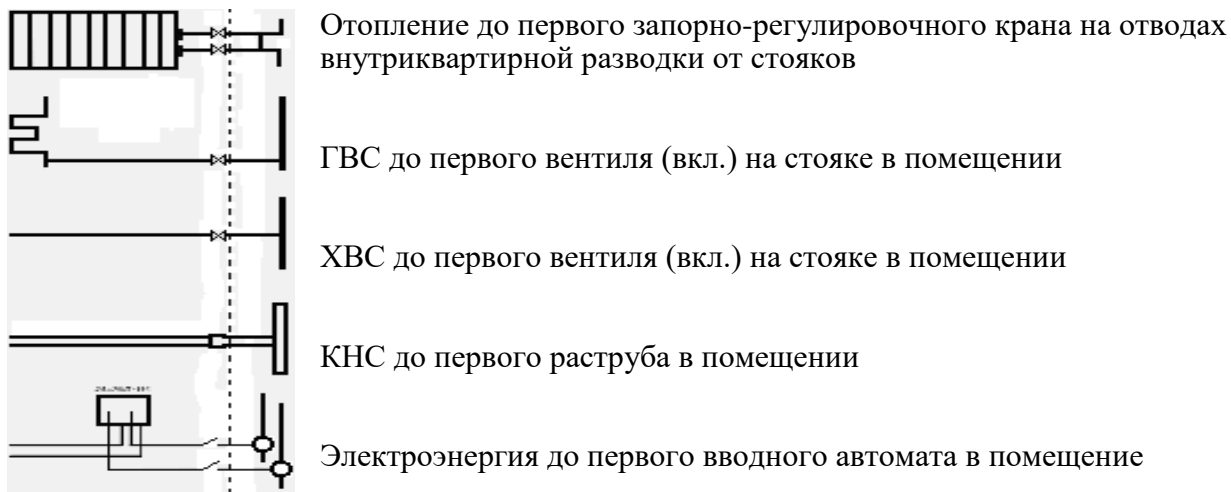 Отопление до первого запорно-регулировочного крана на отводах
внутриквартирной разводки от стояков
ГВС до первого вентиля (вкл.) на стояке в помещении
ХВС до первого вентиля (вкл.) на стояке в помещении
КНС до первого раструба в помещении
Электроэнергия до первого вводного автомата в помещение